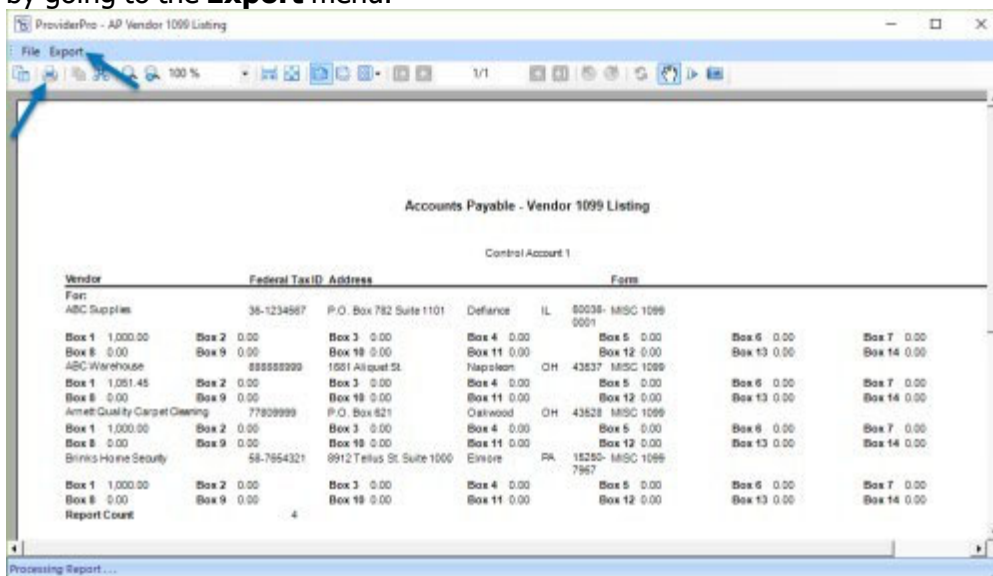 by going to the Export menu.
ProviderPro - AP Vendor 1099 Listing
File Export
100 % 1/1
Accounts Payable - Vendor 1099 Listing
Control Account 1
Vendor Federal Tax ID Address Form
For:
ABC Supplies 36-1234567 P.O. Box 782 Suite 1101 Defiance IL 60036- MISC 1099
0001
Box 1 1,000.00 Box 2 0.00 Box 3 0.00 Box 4 0.00 Box 5 0.00 Box 6 0.00 Box 7 0.00
Box 8 0.00 Box 9 0.00 Box 10 0.00 Box 11 0.00 Box 12 0.00 Box 13 0.00 Box 14 0.00
ABC Warehouse 888888999 1681 Aliquet St. Napoleon OH 43537 MISC 1099
Box 1 1,051.45 Box 2 0.00 Box 3 0.00 Box 4 0.00 Box 5 0.00 Box 6 0.00 Box 7 0.00
Box 8 0.00 Box 9 0.00 Box 10 0.00 Box 11 0.00 Box 12 0.00 Box 13 0.00 Box 14 0.00
Arnett Quality Carpet Cleaning 77809999 P.O. Box 621 Oakwood OH 43528 MISC 1099
Box 1 1,000.00 Box 2 0.00 Box 3 0.00 Box 4 0.00 Box 5 0.00 Box 6 0.00 Box 7 0.00
Box 8 0.00 Box 9 0.00 Box 10 0.00 Box 11 0.00 Box 12 0.00 Box 13 0.00 Box 14 0.00
Brinks Home Security 58-7654321 8912 Tellus St. Suite 1000 Elmore PA 15250- MISC 1099
7967
Box 1 1,000.00 Box 2 0.00 Box 3 0.00 Box 4 0.00 Box 5 0.00 Box 6 0.00 Box 7 0.00
Box 8 0.00 Box 9 0.00 Box 10 0.00 Box 11 0.00 Box 12 0.00 Box 13 0.00 Box 14 0.00
Report Count 4
Processing Report ...